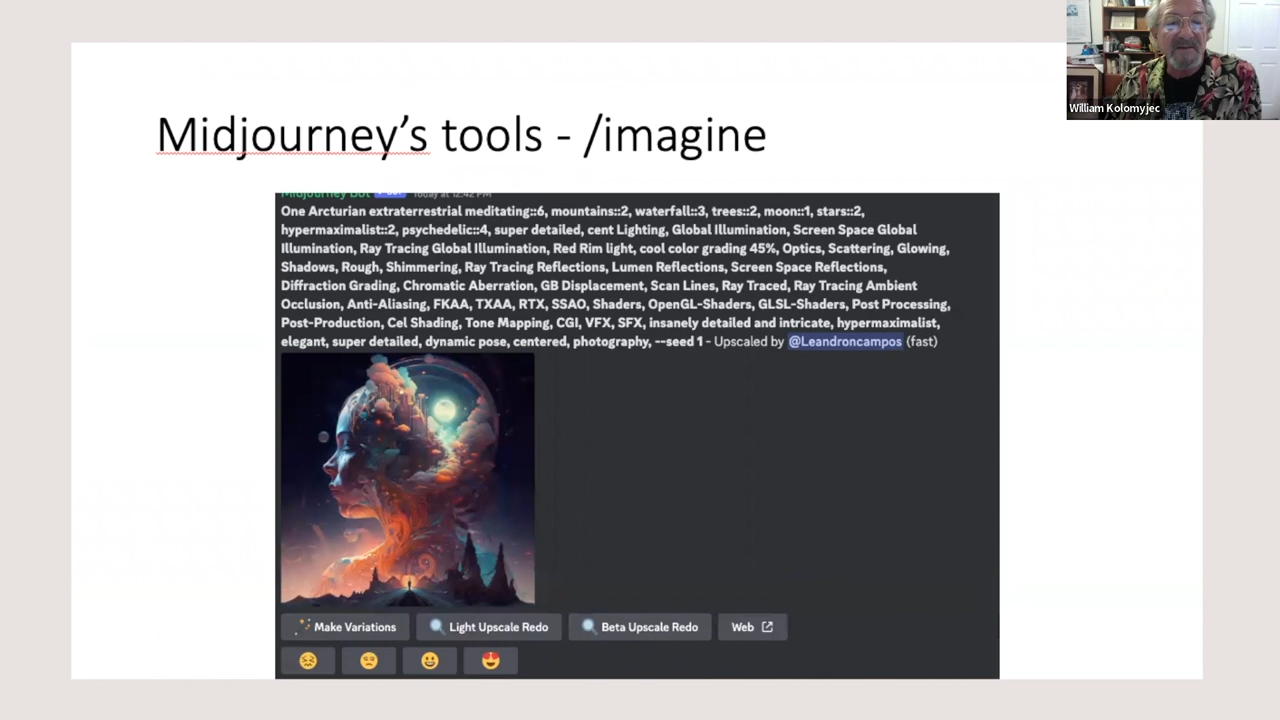 William Kolomyjec
Midjourney's tools - /imagine
Midjourney Bot Today at 12:42 PM
One Arcturian extraterrestrial meditating::6, mountains::2, waterfall::3, trees::2, moon::1, stars::2,
hypermaximalist::2, psychedelic::4, super detailed, cent Lighting, Global Illumination, Screen Space Global
Illumination, Ray Tracing Global Illumination, Red Rim light, cool color grading 45%, Optics, Scattering, Glowing,
Shadows, Rough, Shimmering, Ray Tracing Reflections, Lumen Reflections, Screen Space Reflections,
Diffraction Grading, Chromatic Aberration, GB Displacement, Scan Lines, Ray Traced, Ray Tracing Ambient
Occlusion, Anti-Aliasing, FKAA, TXAA, RTX, SSAO, Shaders, OpenGL-Shaders, GLSL-Shaders, Post Processing,
Post-Production, Cel Shading, Tone Mapping, CGI, VFX, SFX, insanely detailed and intricate, hypermaximalist,
elegant, super detailed, dynamic pose, centered, photography, --seed 1 - Upscaled by @Leandroncampos (fast)
Make Variations Light Upscale Redo Beta Upscale Redo Web